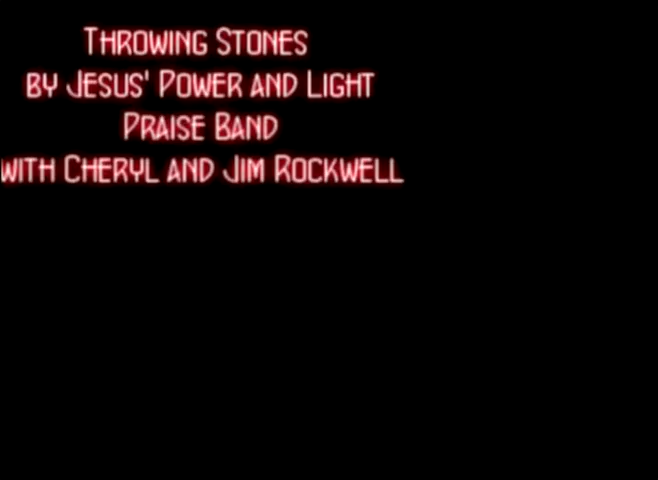 Throwing Stones
by Jesus' Power and Light
Praise Band
with Cheryl and Jim Rockwell